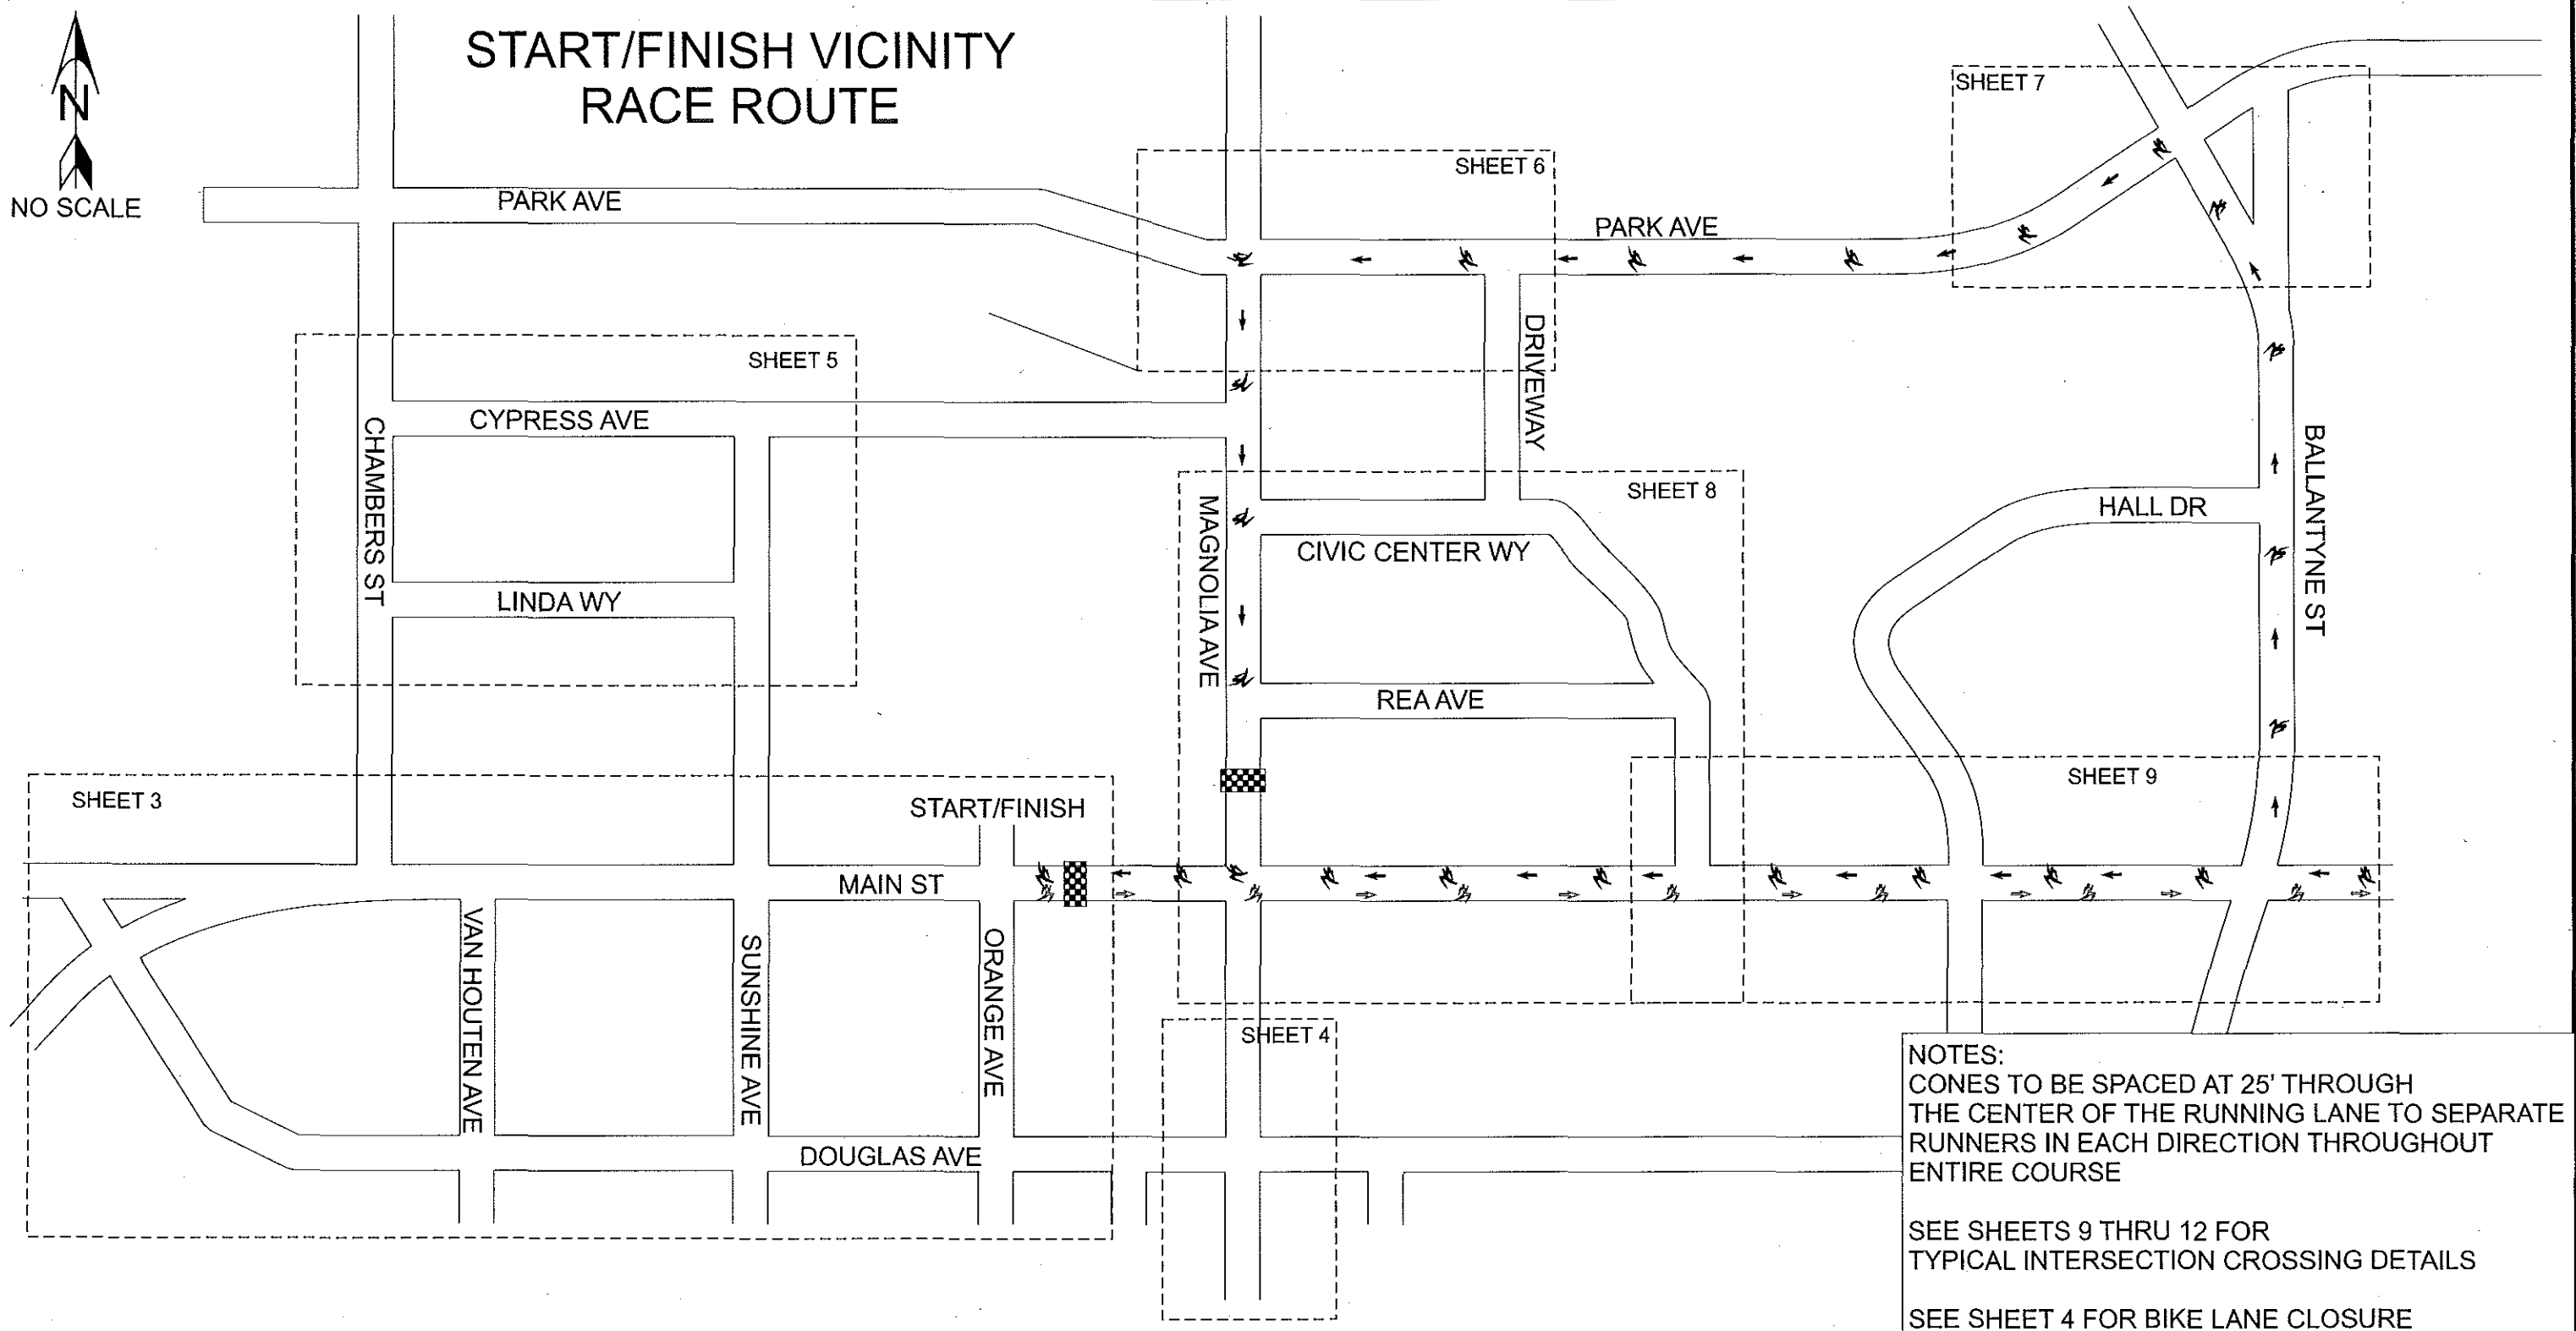 START/FINISH VICINITY
RACE ROUTE
N
NO SCALE
SHEET 7
SHEET 6
PARK AVE
PARK AVE
SHEET 5
DRIVEWAY
CYPRESS AVE
CHAMBERS ST
SHEET 8
MAGNOLIA AVE
HALL DR
BALLANTYNE ST
CIVIC CENTER WY
LINDA WY
REA AVE
SHEET 9
SHEET 3
START/FINISH
MAIN ST
VAN HOUTEN AVE
SUNSHINE AVE
ORANGE AVE
SHEET 4
DOUGLAS AVE
NOTES:
CONES TO BE SPACED AT 25' THROUGH
THE CENTER OF THE RUNNING LANE TO SEPARATE
RUNNERS IN EACH DIRECTION THROUGHOUT
ENTIRE COURSE
SEE SHEETS 9 THRU 12 FOR
TYPICAL INTERSECTION CROSSING DETAILS
SEE SHEET 4 FOR BIKE LANE CLOSURE